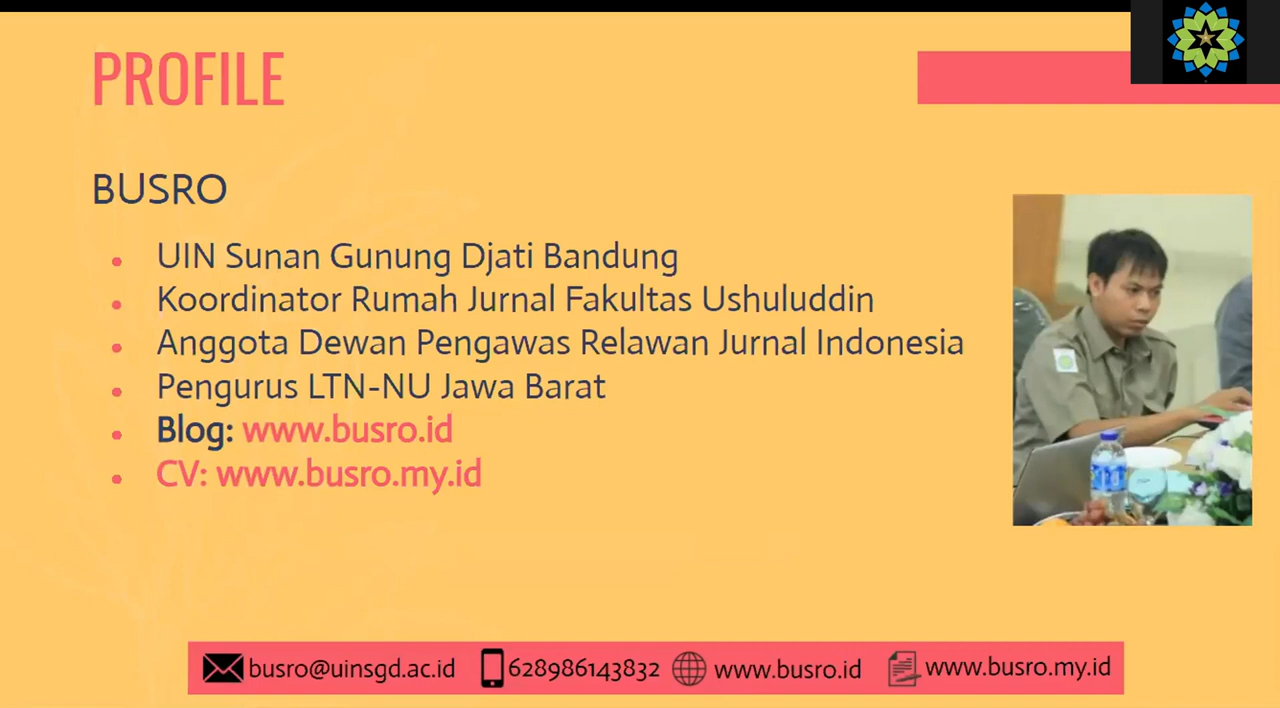 PROFILE
BUSRO
UIN Sunan Gunung Djati Bandung
Koordinator Rumah Jurnal Fakultas Ushuluddin
Anggota Dewan Pengawas Relawan Jurnal Indonesia
Pengurus LTN-NU Jawa Barat
Blog: www.busro.id
CV: www.busro.my.id
busro@uinsgd.ac.id 628986143832 www.busro.id www.busro.my.id